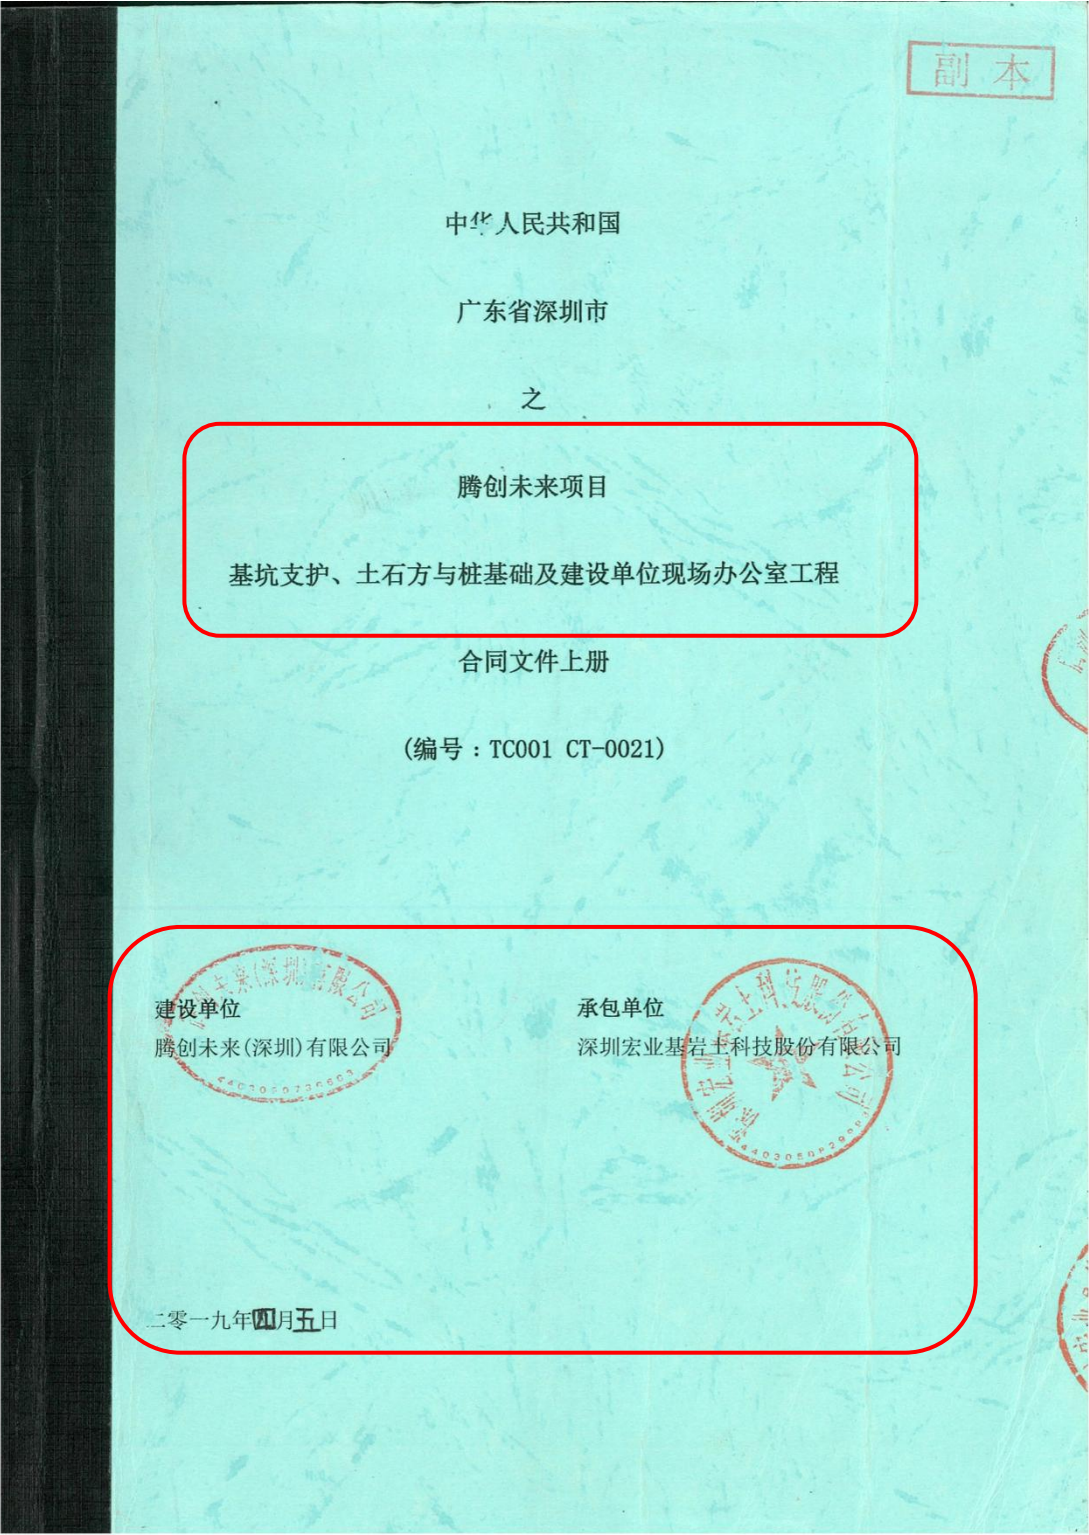 副 本
中华人民共和国
广东省深圳市
之
腾创未来项目
基坑支护、土石方与桩基础及建设单位现场办公室工程
合同文件上册
(编号：TC001 CT-0021)
建设单位
腾创未来(深圳)有限公司
承包单位
深圳宏业基岩土科技股份有限公司
二零一九年四月五日